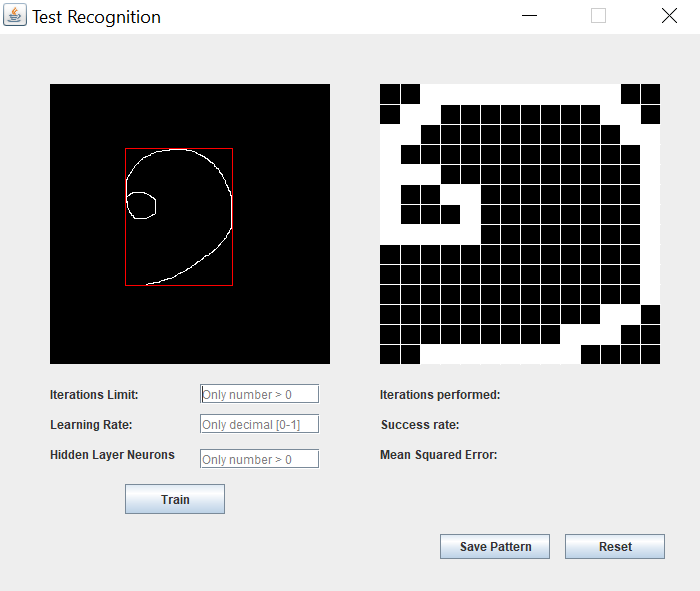 Test Recognition
Iterations Limit: Only number > 0 Iterations performed:
Learning Rate: Only decimal [0-1] Success rate:
Hidden Layer Neurons Only number > 0 Mean Squared Error:
Train
Save Pattern Reset